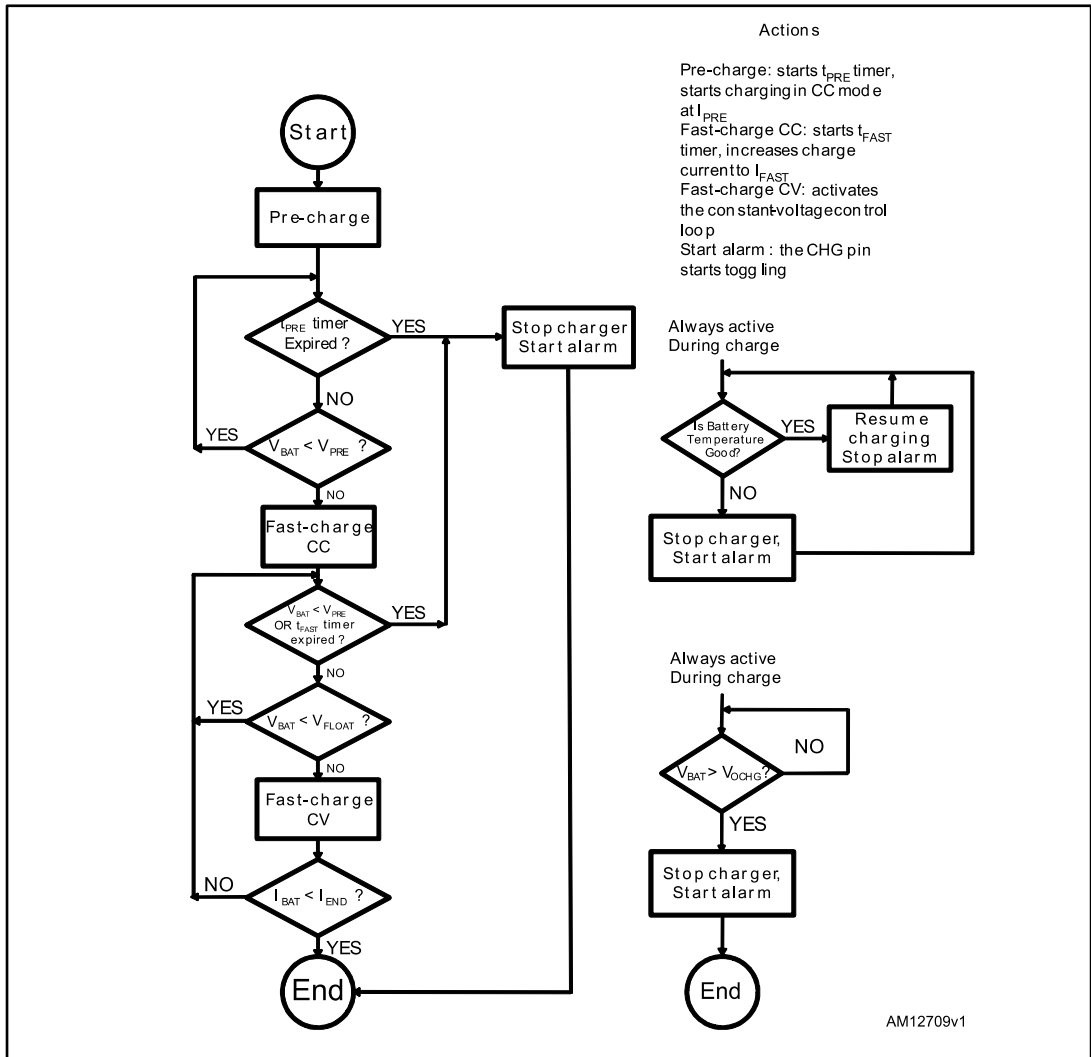 Actions
Pre-charge: starts tPRE timer,
starts charging in CC mode
at IPRE
Fast-charge CC: starts tFAST
timer, increases charge
current to IFAST
Fast-charge CV: activates
the constant-voltage control
loop
Start alarm : the CHG pin
starts toggling
Start
Pre-charge
tPRE timer
Expired ?
YES
NO
Stop charger
Start alarm
VBAT < VPRE ?
YES
NO
Fast-charge
CC
VBAT < VPRE
OR tFAST timer
expired ?
YES
NO
VBAT < VFLOAT ?
YES
NO
Fast-charge
CV
IBAT < IEND ?
NO
YES
End
Always active
During charge
Is Battery
Temperature
Good?
YES
Resume
charging
Stop alarm
NO
Stop charger,
Start alarm
Always active
During charge
VBAT > VOCHG?
NO
YES
Stop charger,
Start alarm
End
AM12709v1